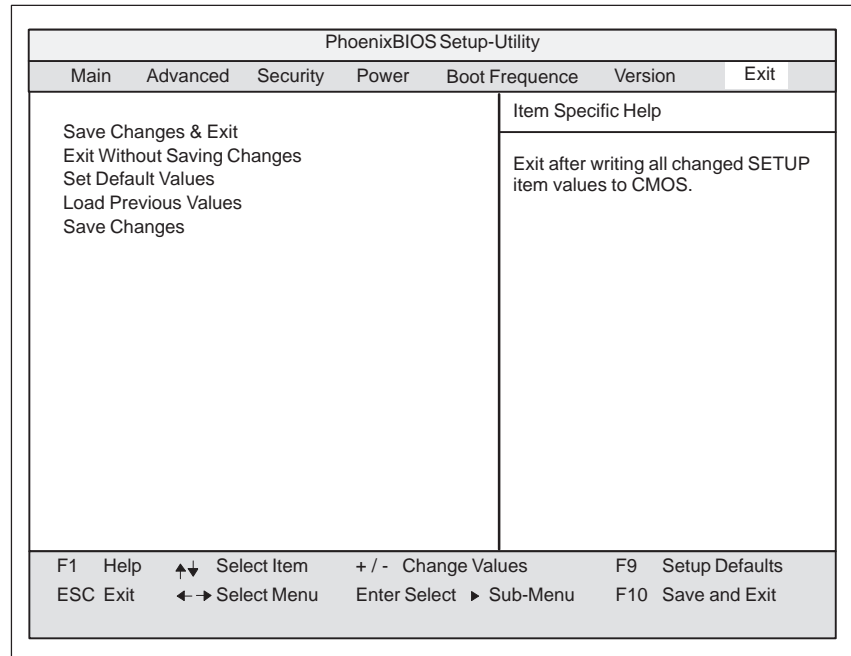 PhoenixBIOS Setup-Utility
Main Advanced Security Power Boot Frequence Version Exit
Save Changes & Exit
Exit Without Saving Changes
Set Default Values
Load Previous Values
Save Changes
Item Specific Help
Exit after writing all changed SETUP
item values to CMOS.
F1 Help Select Item + / - Change Values F9 Setup Defaults
ESC Exit Select Menu Enter Select Sub-Menu F10 Save and Exit